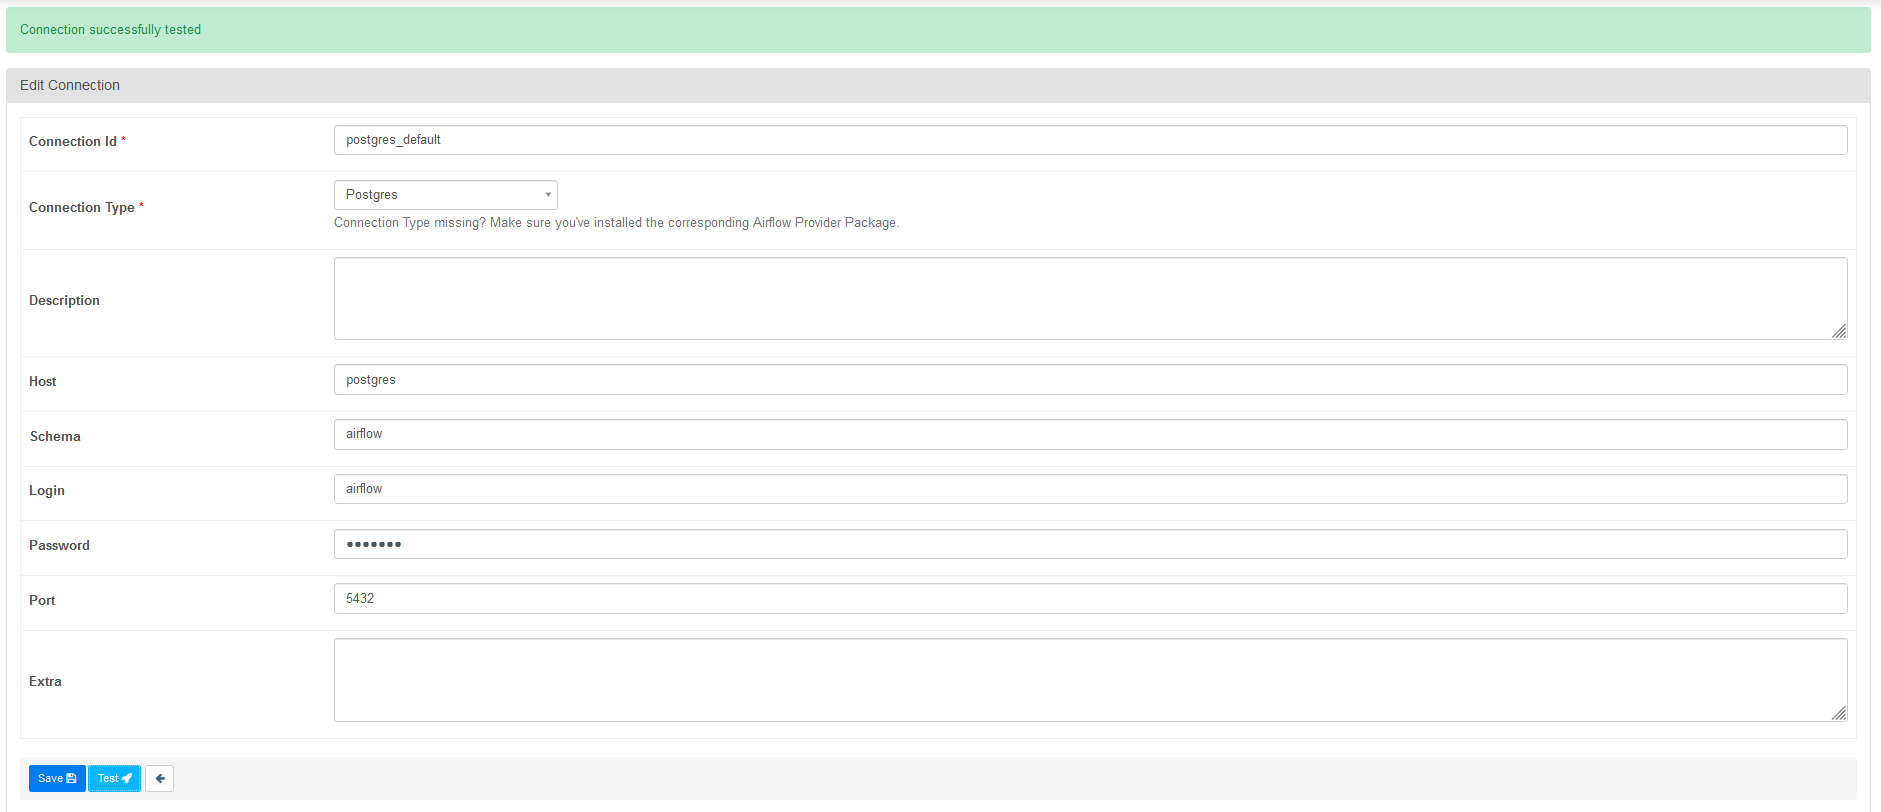 Connection successfully tested
Edit Connection
Connection Id *
postgres_default
Connection Type *
Postgres
Connection Type missing? Make sure you've installed the corresponding Airflow Provider Package.
Description
Host
postgres
Schema
airflow
Login
airflow
Password
•••••••
Port
5432
Extra
Save
Test